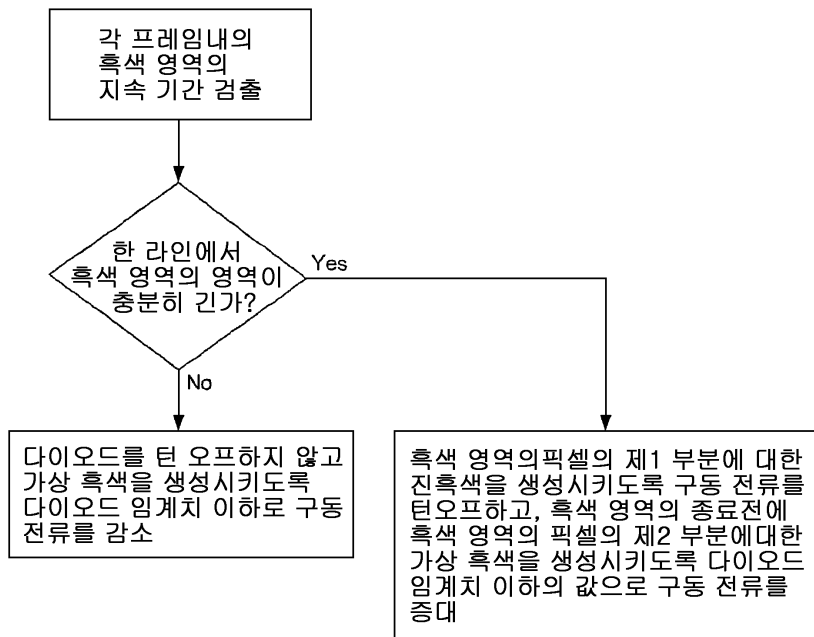 각 프레임내의
흑색 영역의
지속 기간 검출
한 라인에서
흑색 영역의 영역이
충분히 긴가?
Yes
No
다이오드를 턴 오프하지 않고
가상 흑색을 생성시키도록
다이오드 임계치 이하로 구동
전류를 감소
흑색 영역의픽셀의 제1 부분에 대한
진흑색을 생성시키도록 구동 전류를
턴오프하고, 흑색 영역의 종료전에
흑색 영역의 픽셀의 제2 부분에대한
가상 흑색을 생성시키도록 다이오드
임계치 이하의 값으로 구동 전류를
증대